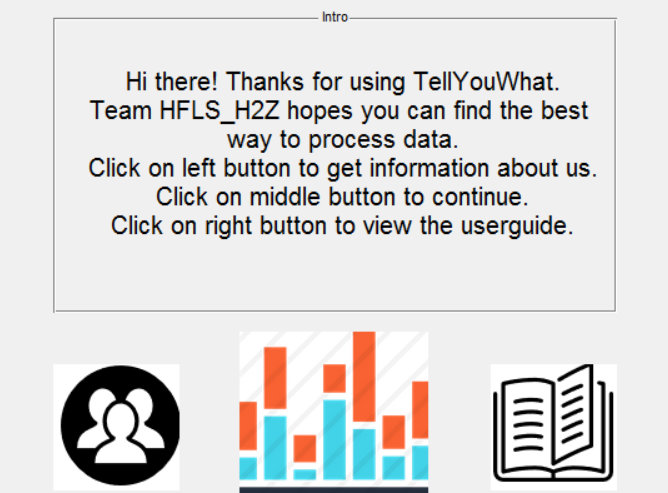 Intro
Hi there! Thanks for using TellYouWhat.
Team HFLS_H2Z hopes you can find the best
way to process data.
Click on left button to get information about us.
Click on middle button to continue.
Click on right button to view the userguide.